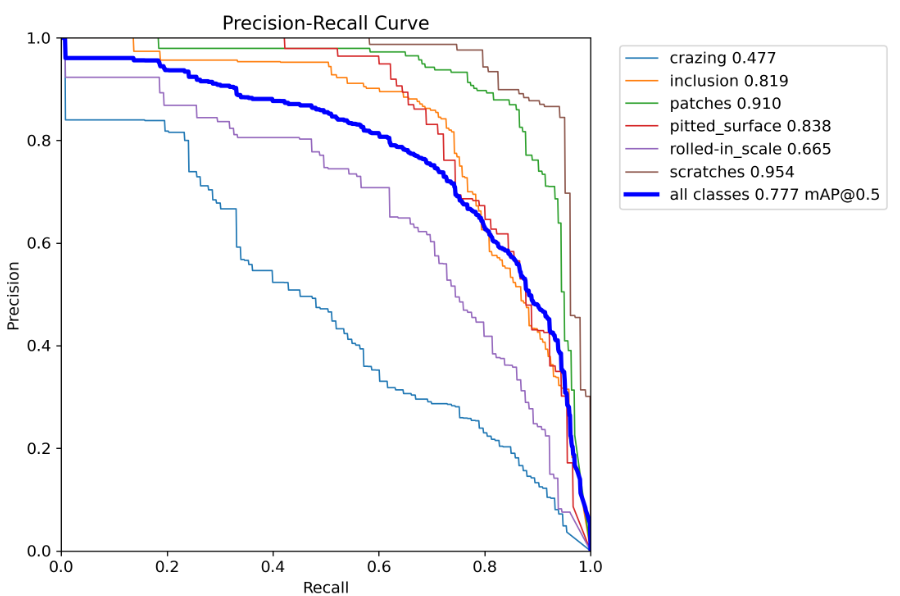 Precision-Recall Curve
1.0
0.8
0.6
0.4
0.2
0.0
Precision
0.0 0.2 0.4 0.6 0.8 1.0
Recall
crazing 0.477
inclusion 0.819
patches 0.910
pitted_surface 0.838
rolled-in_scale 0.665
scratches 0.954
all classes 0.777 mAP@0.5